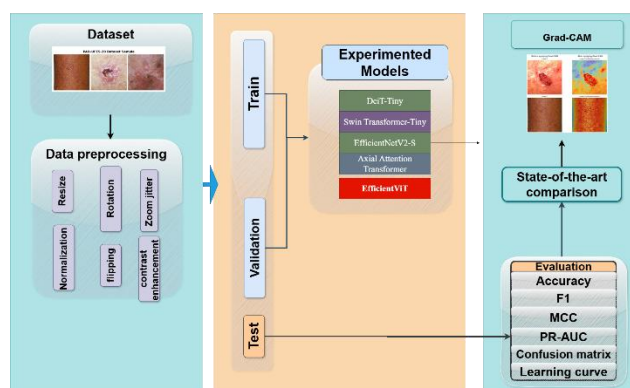 Dataset
Data preprocessing
Resize
Rotation
Zoom jitter
Normalization
flipping
contrast
enhancement
Train
Validation
Test
Experimented
Models
DeiT-Tiny
Swin Transformer-Tiny
EfficientNetV2-S
Axial Attention
Transformer
EfficientViT
Grad-CAM
State-of-the-art
comparison
Evaluation
Accuracy
F1
MCC
PR-AUC
Confusion matrix
Learning curve